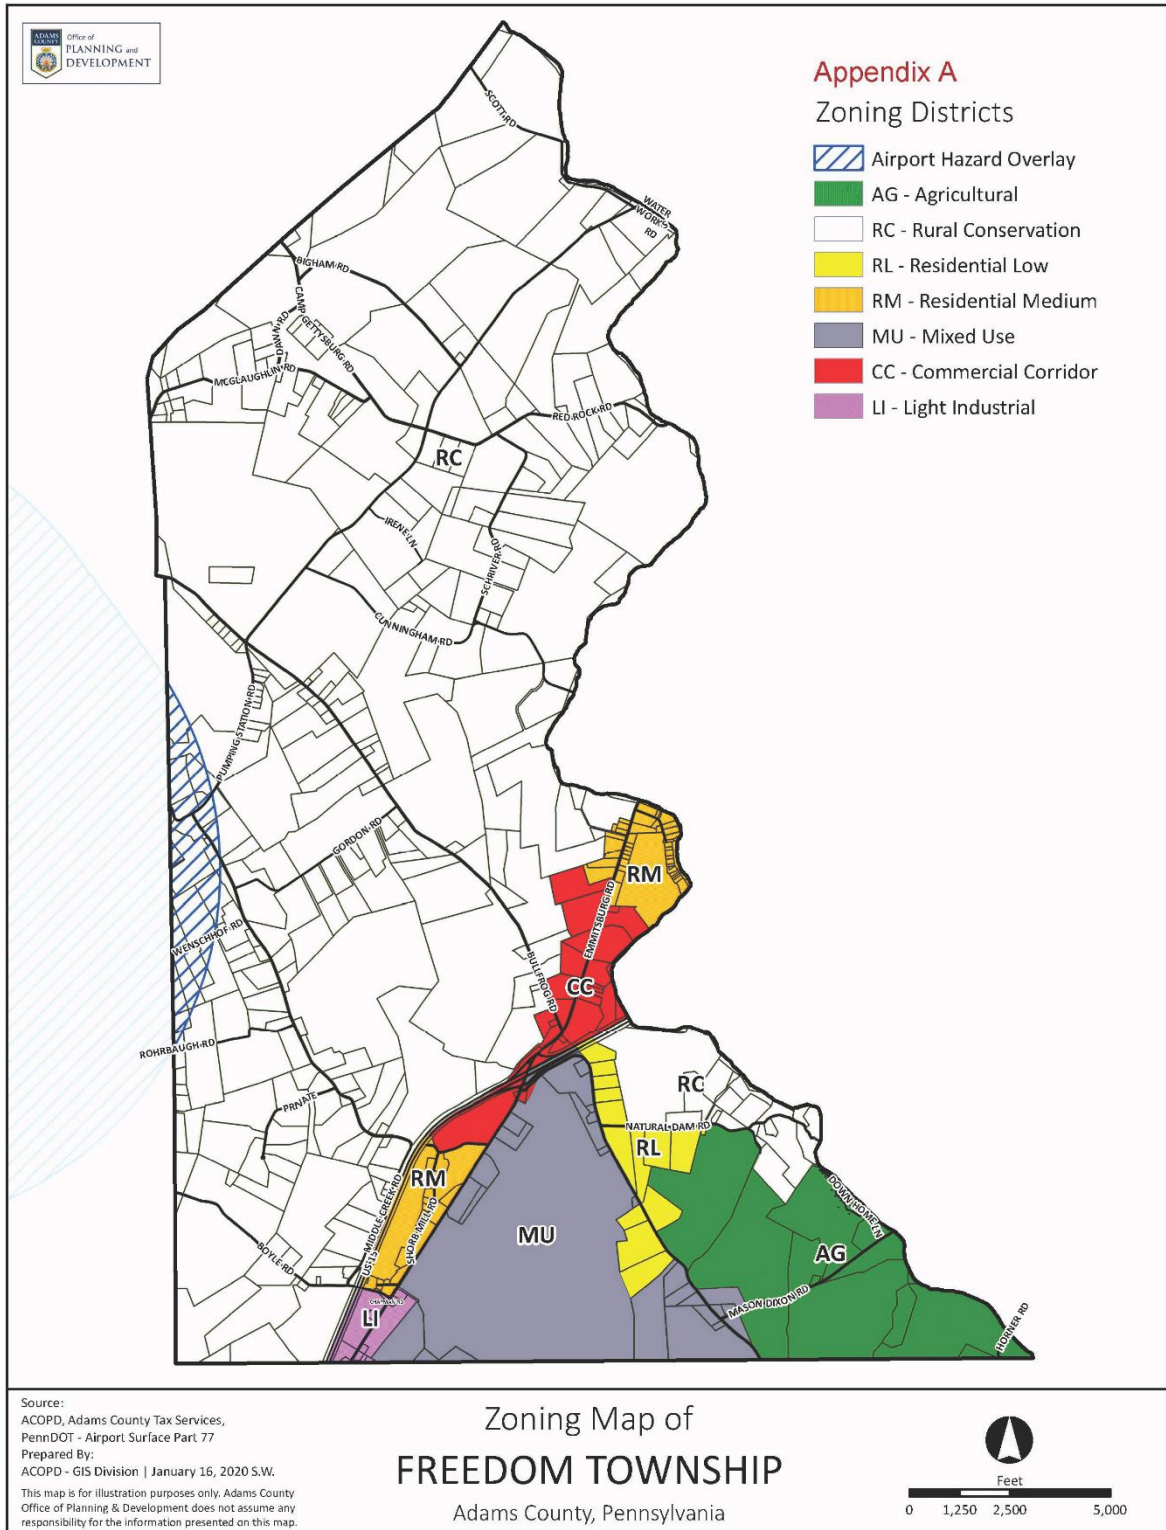 ADAMS
COUNTY
Office of
PLANNING and
DEVELOPMENT
Appendix A
Zoning Districts
Airport Hazard Overlay
AG - Agricultural
RC - Rural Conservation
RL - Residential Low
RM - Residential Medium
MU - Mixed Use
CC - Commercial Corridor
LI - Light Industrial
SCOTT RD
WATER
WORKS
RD
BIGHAM RD
CAMP GETTYSBURG RD
DAWN RD
MCGLAUGHLIN RD
RED ROCK RD
RC
IRENE LN
SCHRIVER RD
CUNNINGHAM RD
PUMPING STATION RD
GORDON RD
RM
EMMITSBURG RD
WENSCHHOF RD
BULLFROG RD
CC
ROHRBAUGH RD
RC
PRIVATE
NATURAL DAM RD
RL
RM
MIDDLE CREEK RD
US 15
SHORB MILL RD
DOWN HOME LN
MU
AG
BOYLE RD
MASON DIXON RD
LI
HORNER RD
Source:
ACOPD, Adams County Tax Services,
PennDOT - Airport Surface Part 77
Prepared By:
ACOPD - GIS Division | January 16, 2020 S.W.
This map is for illustration purposes only. Adams County
Office of Planning & Development does not assume any
responsibility for the information presented on this map.
Zoning Map of
FREEDOM TOWNSHIP
Adams County, Pennsylvania
Feet
0 1,250 2,500 5,000